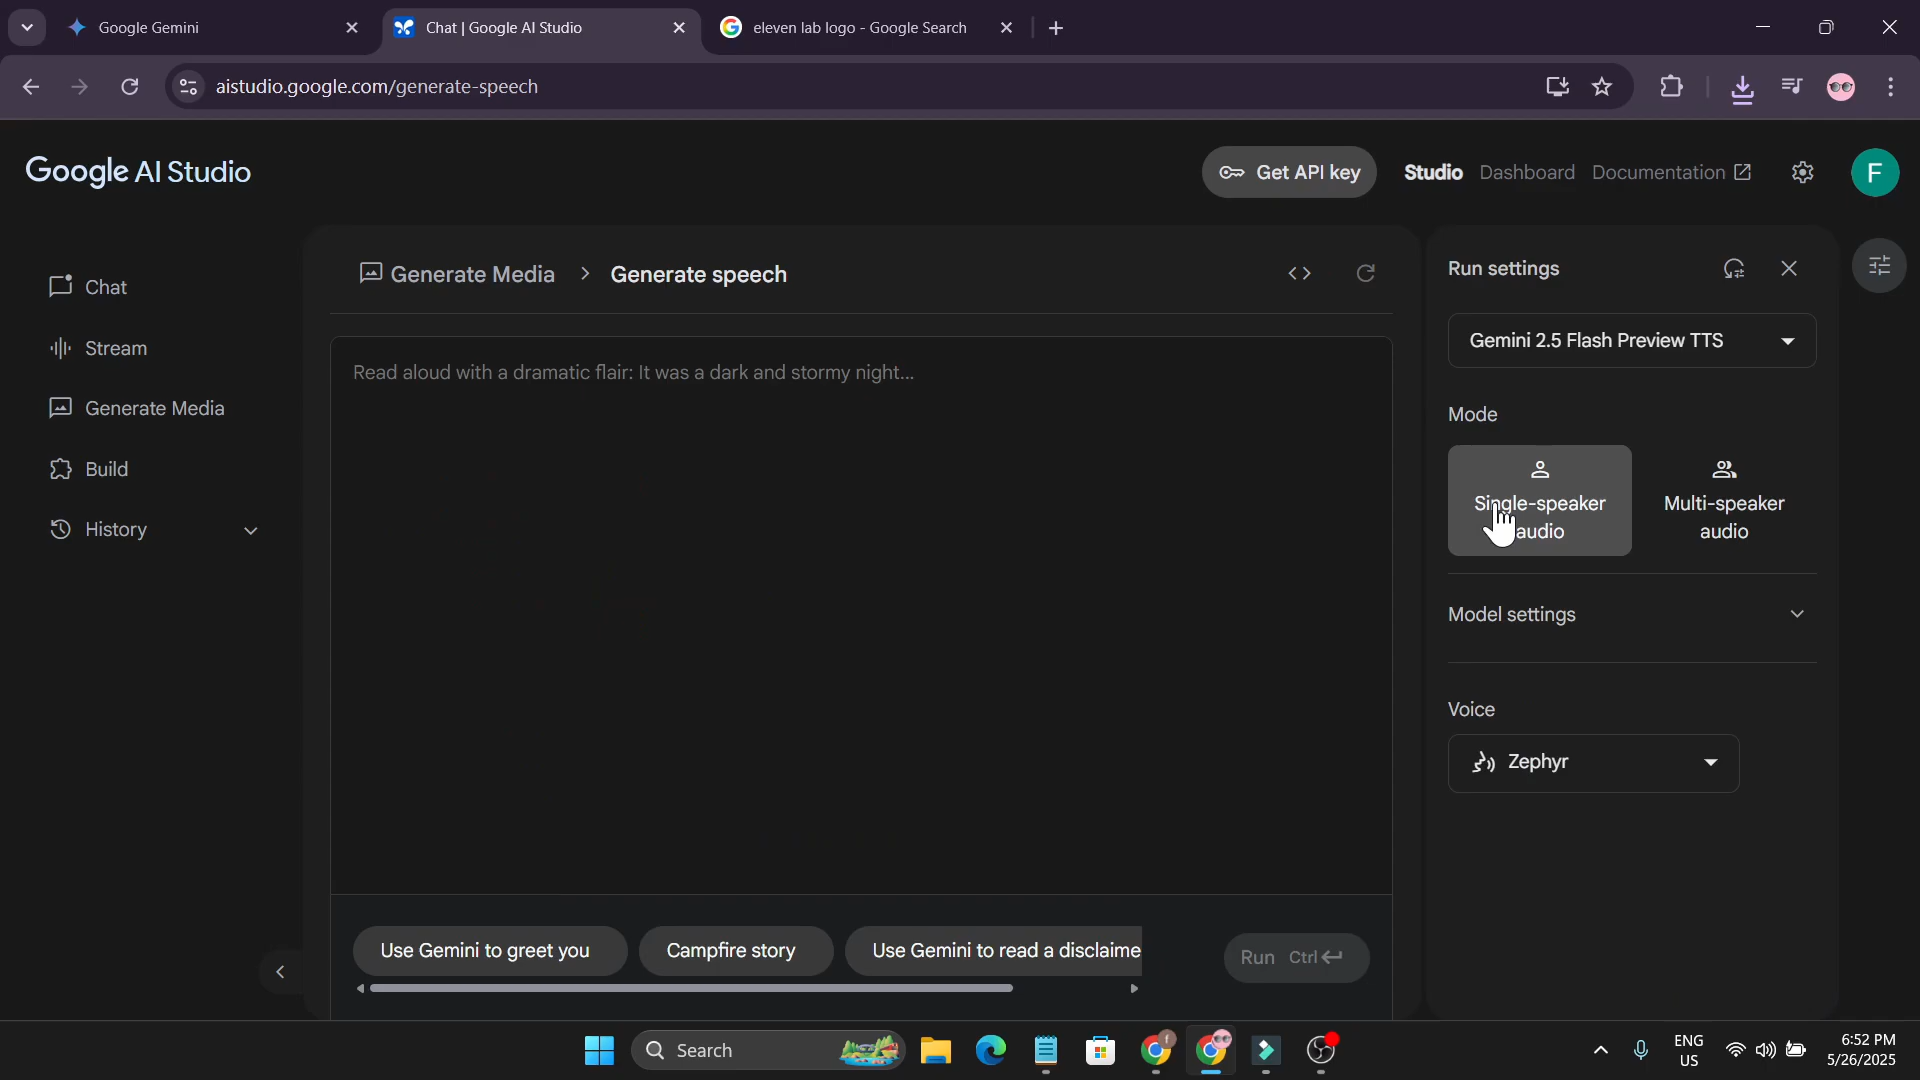 Google Gemini
Chat | Google AI Studio
eleven lab logo - Google Search
aistudio.google.com/generate-speech
Google AI Studio
Get API key
Studio
Dashboard
Documentation
F
Chat
Stream
Generate Media
Build
History
Generate Media > Generate speech
Read aloud with a dramatic flair: It was a dark and stormy night...
Use Gemini to greet you
Campfire story
Use Gemini to read a disclaime
Run Ctrl
Run settings
Gemini 2.5 Flash Preview TTS
Mode
Single-speaker
audio
Multi-speaker
audio
Model settings
Voice
Zephyr
Search
ENG
US
6:52 PM
5/26/2025